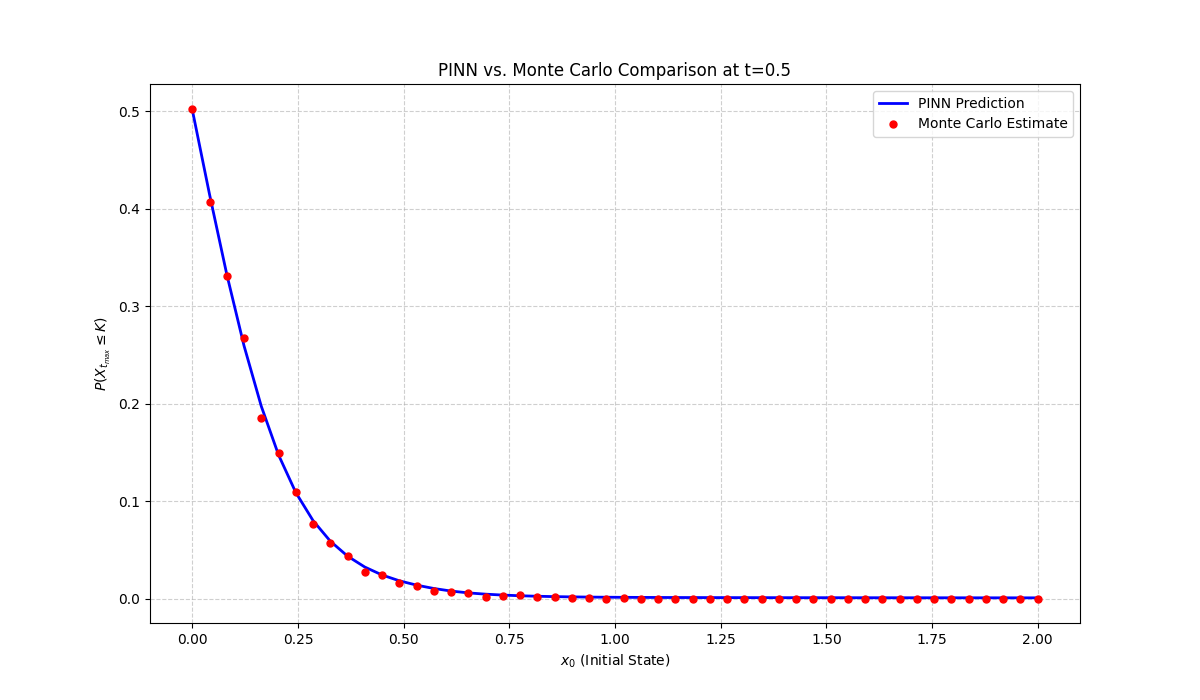 PINN vs. Monte Carlo Comparison at t=0.5
PINN Prediction
Monte Carlo Estimate
0.5
0.4
0.3
0.2
0.1
0.0
P(X_{t_{max}} ≤ K)
0.00 0.25 0.50 0.75 1.00 1.25 1.50 1.75 2.00
x_0 (Initial State)